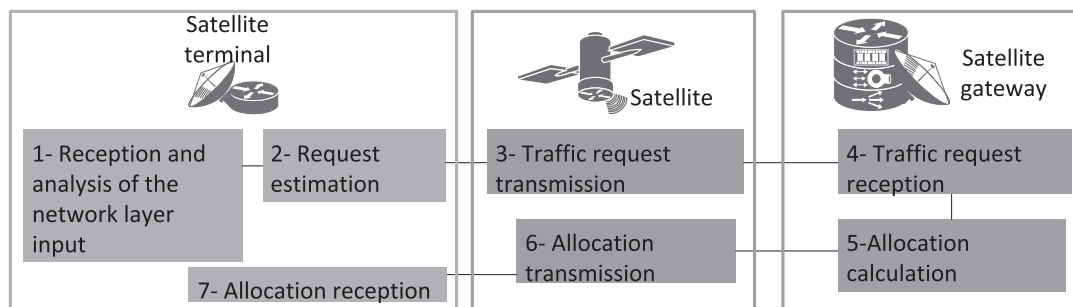 Satellite
terminal
Satellite
Satellite
gateway
1- Reception and
analysis of the
network layer
input
2- Request
estimation
3- Traffic request
transmission
4- Traffic request
reception
5-Allocation
calculation
6- Allocation
transmission
7- Allocation reception